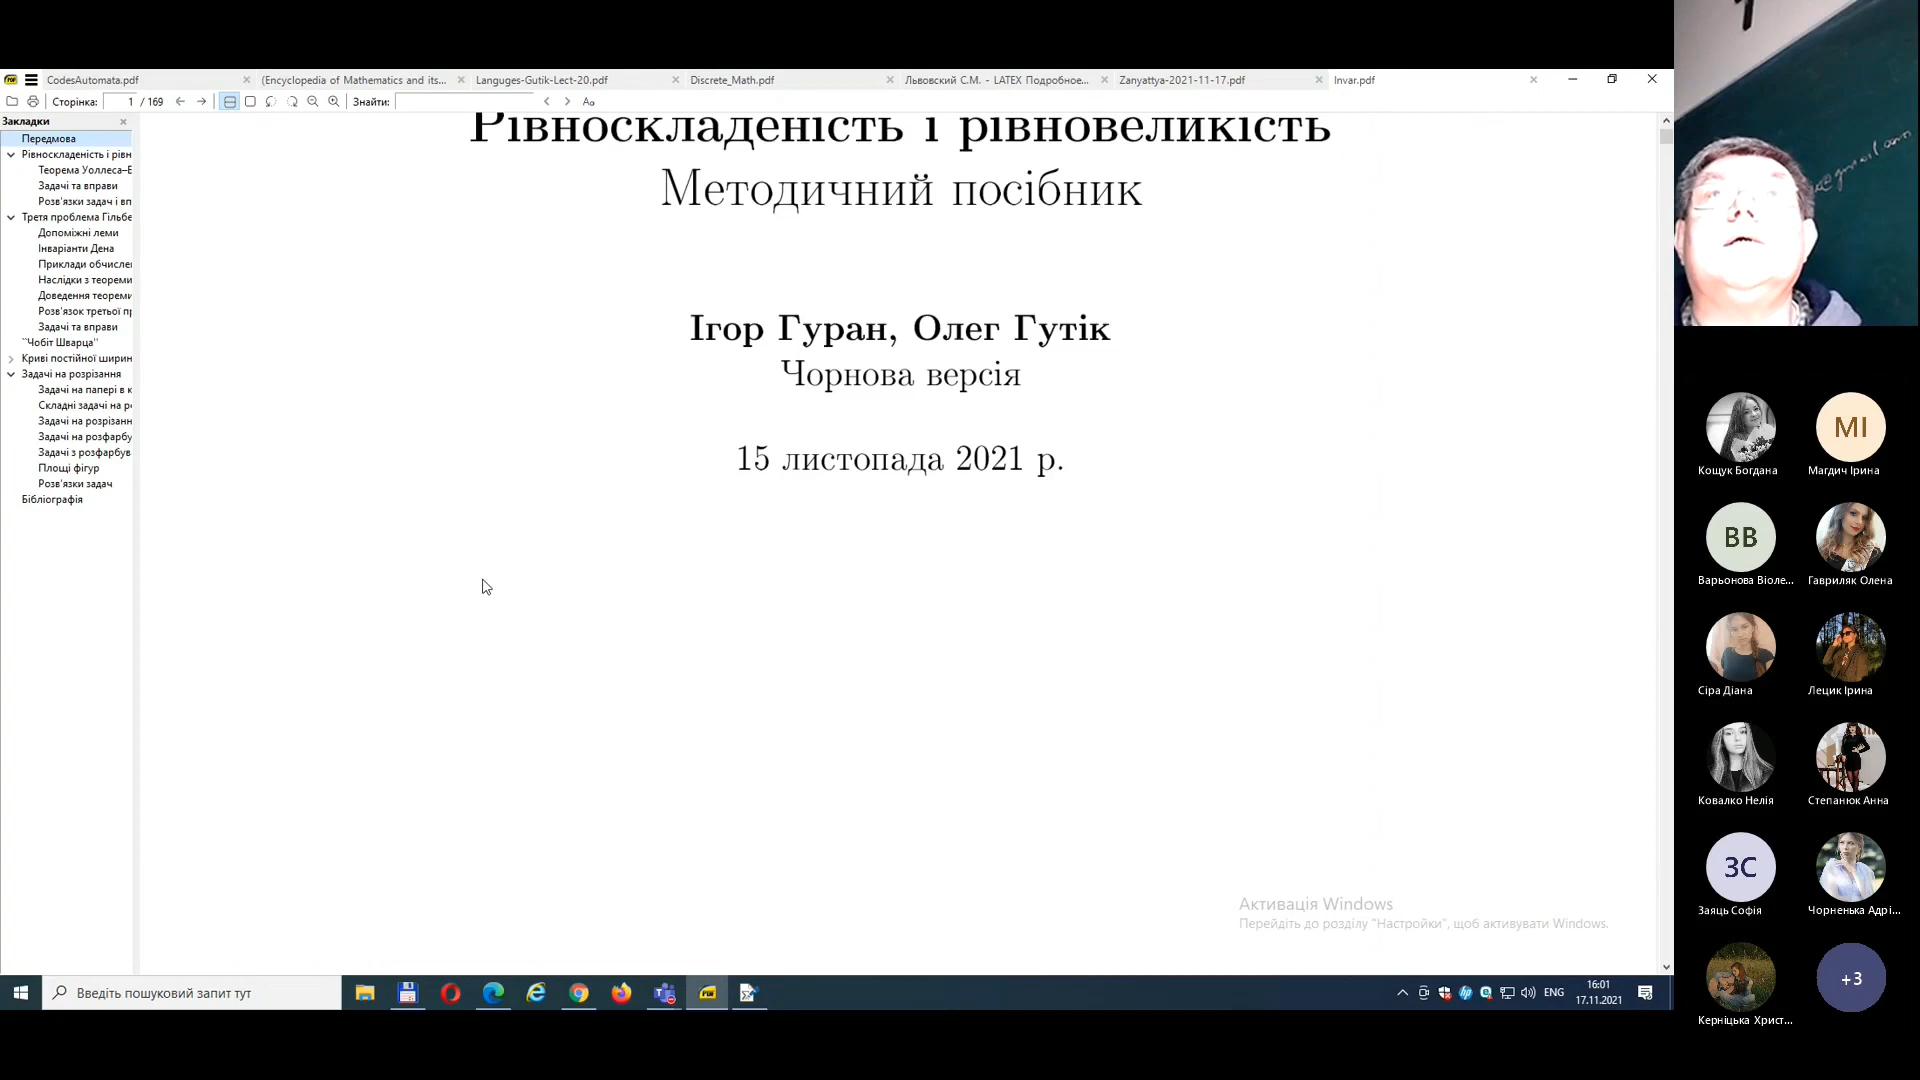 CodesAutomata.pdf
(Encyclopedia of Mathematics and its...
Languges-Gutik-Lect-20.pdf
Discrete_Math.pdf
Львовский С.М. - LATEX Подробное...
Zanyattya-2021-11-17.pdf
Invar.pdf
Сторінка: 1 / 169
Знайти:
Закладки
Передмова
Рівноскладеність і рівн
Теорема Уоллеса–Б
Задачі та вправи
Розв'язки задач і вп
Третя проблема Гільбе
Допоміжні леми
Інваріанти Дена
Приклади обчисле
Наслідки з теореми
Доведення теореми
Розв'язок третьої пр
Задачі та вправи
``Чобіт Шварца''
Криві постійної ширин
Задачі на розрізання
Задачі на папері в к
Складні задачі на р
Задачі на розрізанн
Задачі на розфарбу
Задачі з розфарбув
Площі фігур
Розв'язки задач
Бібліографія
Рівноскладеність і рівновеликість
Методичний посібник
Ігор Гуран, Олег Гутік
Чорнова версія
15 листопада 2021 р.
Активація Windows
Перейдіть до розділу "Настройки", щоб активувати Windows.
@gmail.com
Кощук Богдана
МІ
Магдич Ірина
ВВ
Варьонова Віоле...
Гавриляк Олена
Сіра Діана
Лецик Ірина
Ковалко Нелія
Степанюк Анна
ЗС
Заяць Софія
Чорненька Адрі...
Керніцька Христ...
+3
Введіть пошуковий запит тут
ENG
16:01
17.11.2021